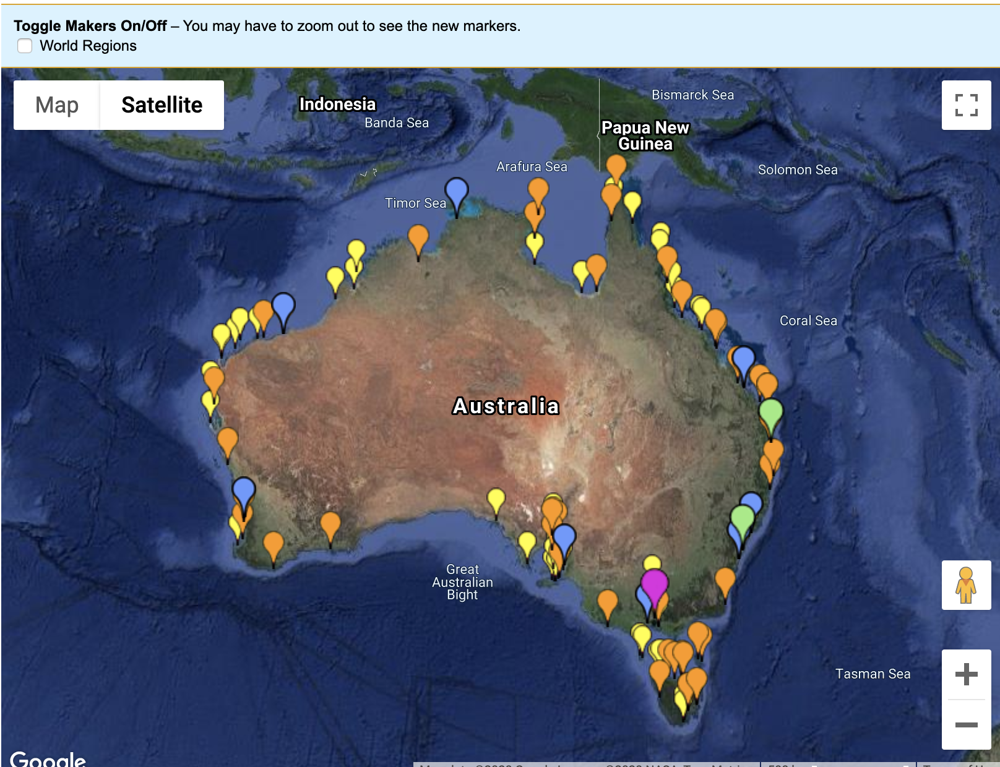 Toggle Makers On/Off – You may have to zoom out to see the new markers.
World Regions
Map
Satellite
Indonesia
Banda Sea
Bismarck Sea
Papua New
Guinea
Arafura Sea
Solomon Sea
Timor Sea
Coral Sea
Australia
Great
Australian
Bight
Tasman Sea
Google